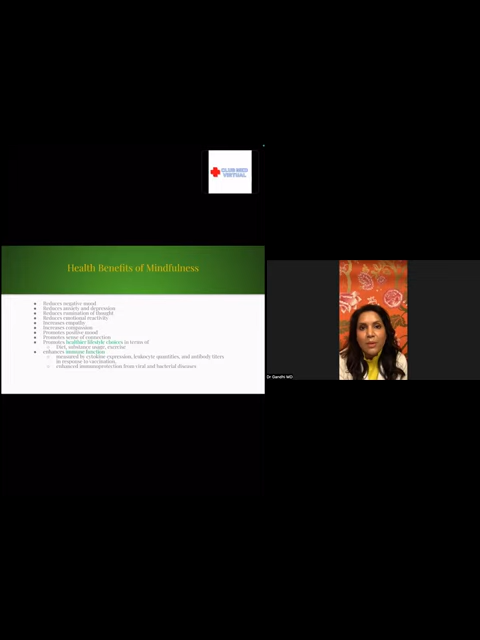 CLUB MED
VIRTUAL
Health Benefits of Mindfulness
● Reduces negative mood
● Reduces anxiety and depression
● Reduces rumination of thought
● Reduces emotional reactivity
● Increases empathy
● Increases compassion
● Promotes positive mood
● Promotes sense of connection
● Promotes healthier lifestyle choices in terms of
○ Diet, substance usage, exercise
● enhances immune function
○ measured by cytokine expression, leukocyte quantities, and antibody titers
in response to vaccination,
○ enhanced immunoprotection from viral and bacterial diseases
Dr Gandhi MD